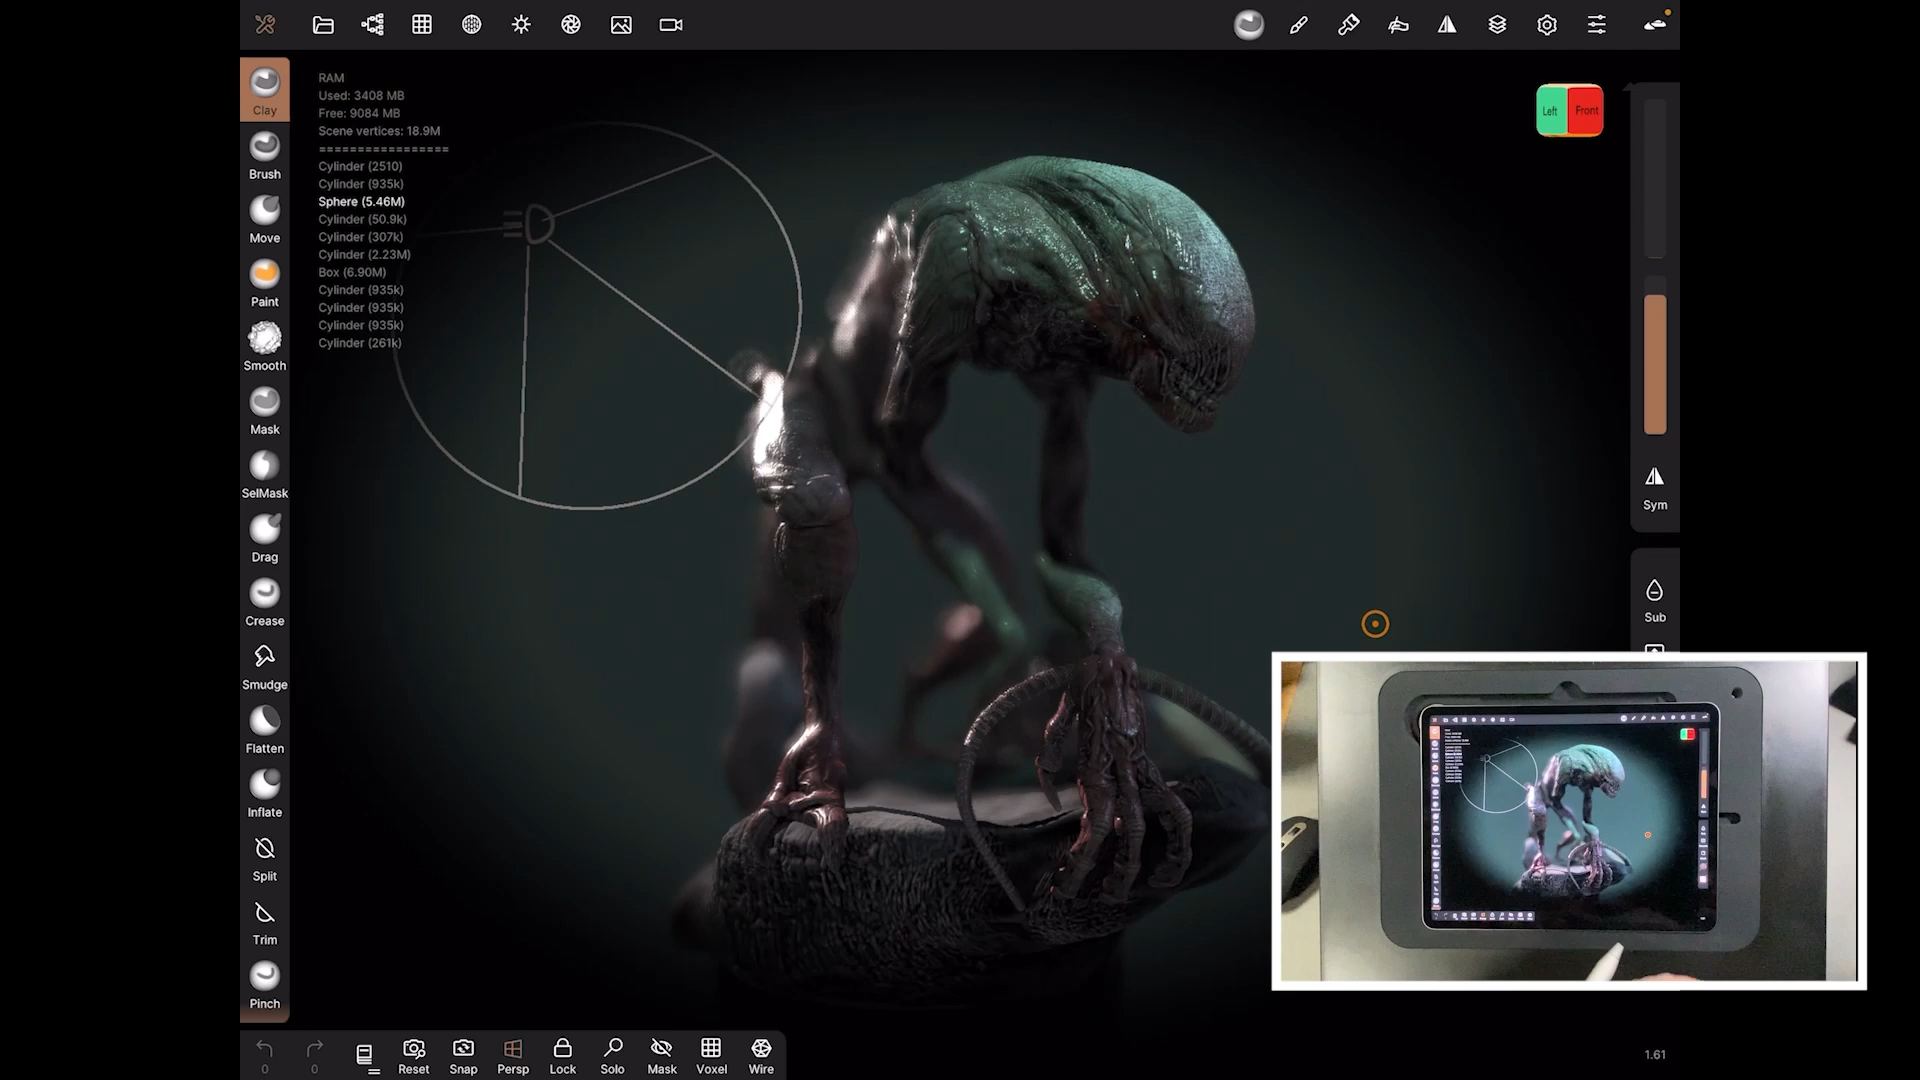 RAM
Used: 3408 MB
Free: 9084 MB
Scene vertices: 18.9M
=================
Cylinder (2510)
Cylinder (935k)
Sphere (5.46M)
Cylinder (50.9k)
Cylinder (307k)
Cylinder (2.23M)
Box (6.90M)
Cylinder (935k)
Cylinder (935k)
Cylinder (935k)
Cylinder (261k)
Left
Front
Clay
Brush
Move
Paint
Smooth
Mask
SelMask
Drag
Crease
Smudge
Flatten
Inflate
Split
Trim
Pinch
Sym
Sub
0
0
Reset
Snap
Persp
Lock
Solo
Mask
Voxel
Wire
1.61